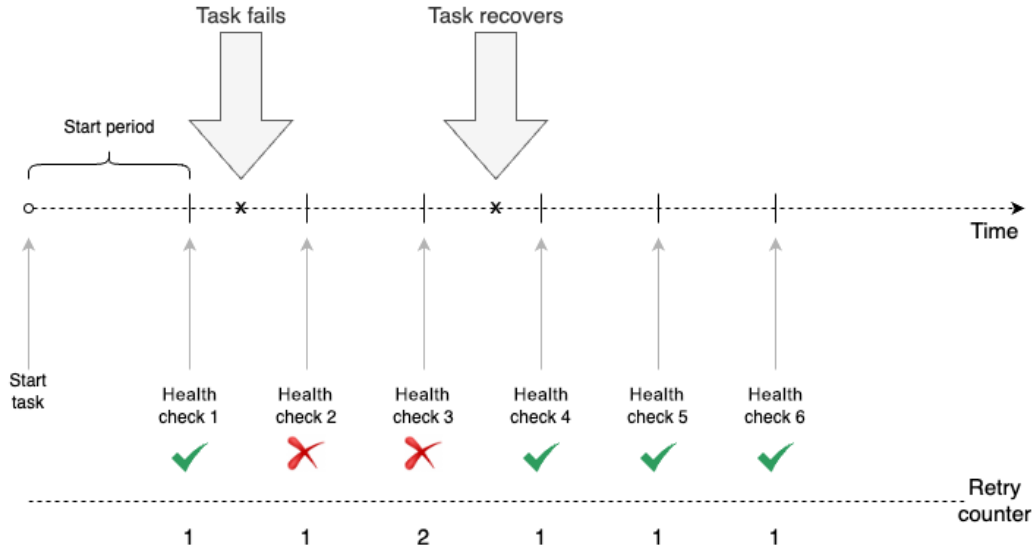 Task fails
Task recovers
Start period
Time
Start
task
Health
check 1
Health
check 2
Health
check 3
Health
check 4
Health
check 5
Health
check 6
Retry
counter
1 1 2 1 1 1